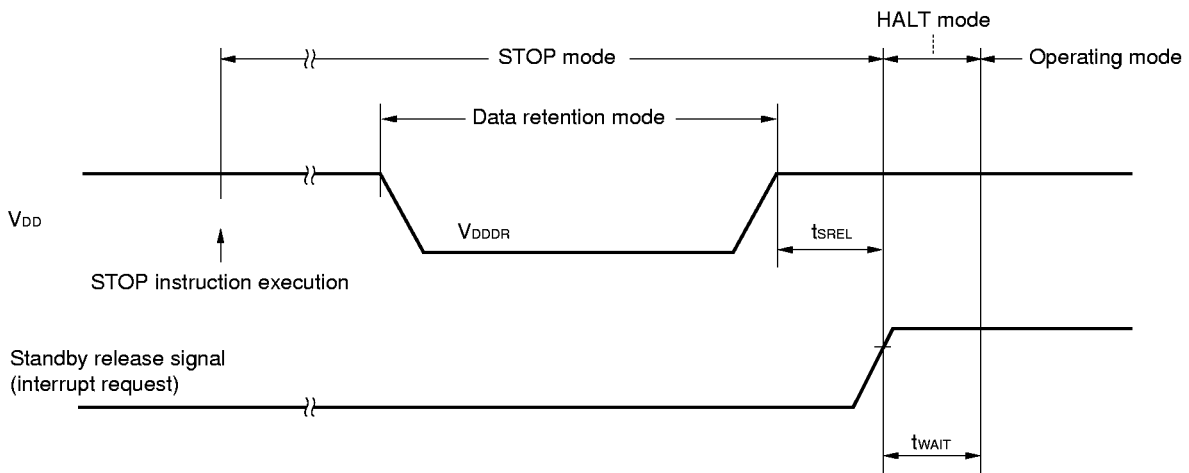 HALT mode
STOP mode
Operating mode
Data retention mode
VDD
VDDDR
tSREL
STOP instruction execution
Standby release signal
(interrupt request)
tWAIT